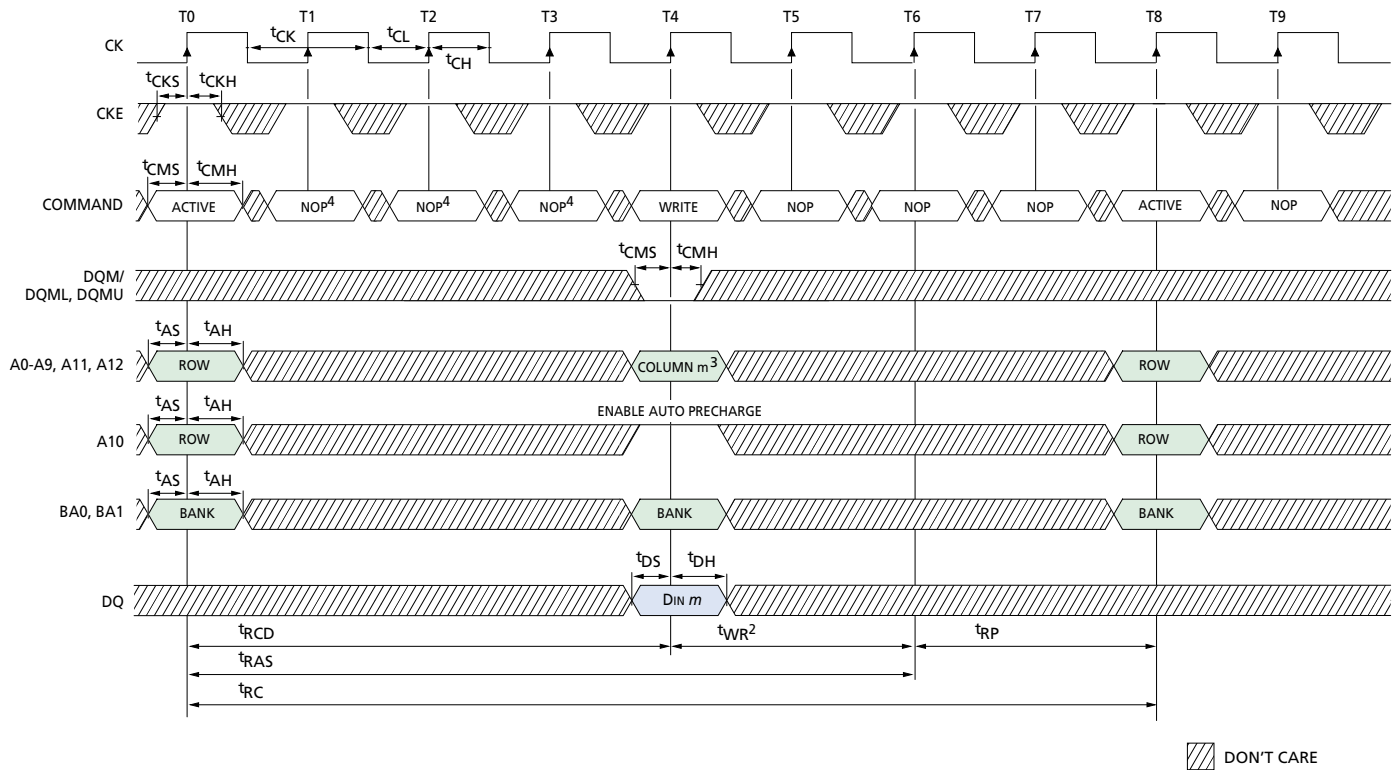 T0 T1 T2 T3 T4 T5 T6 T7 T8 T9
CK
tCK tCL
tCH
tCKS tCKH
CKE
tCMS tCMH
COMMAND ACTIVE NOP4 NOP4 NOP4 WRITE NOP NOP NOP ACTIVE NOP
tCMS tCMH
DQM/
DQML, DQMU
tAS tAH
A0-A9, A11, A12 ROW COLUMN m3 ROW
tAS tAH
ENABLE AUTO PRECHARGE
A10 ROW ROW
tAS tAH
BA0, BA1 BANK BANK BANK
tDS tDH
DQ DIN m
tRCD tWR2 tRP
tRAS
tRC
DON'T CARE